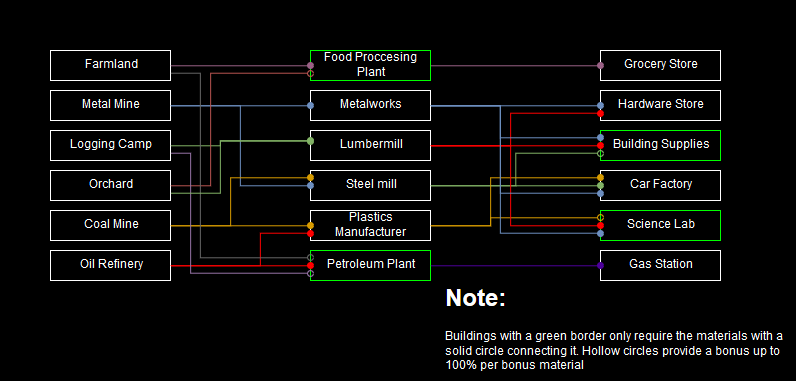 Farmland
Food Proccesing
Plant
Grocery Store
Metal Mine
Metalworks
Hardware Store
Logging Camp
Lumbermill
Building Supplies
Orchard
Steel mill
Car Factory
Coal Mine
Plastics
Manufacturer
Science Lab
Oil Refinery
Petroleum Plant
Gas Station
Note:
Buildings with a green border only require the materials with a
solid circle connecting it. Hollow circles provide a bonus up to
100% per bonus material